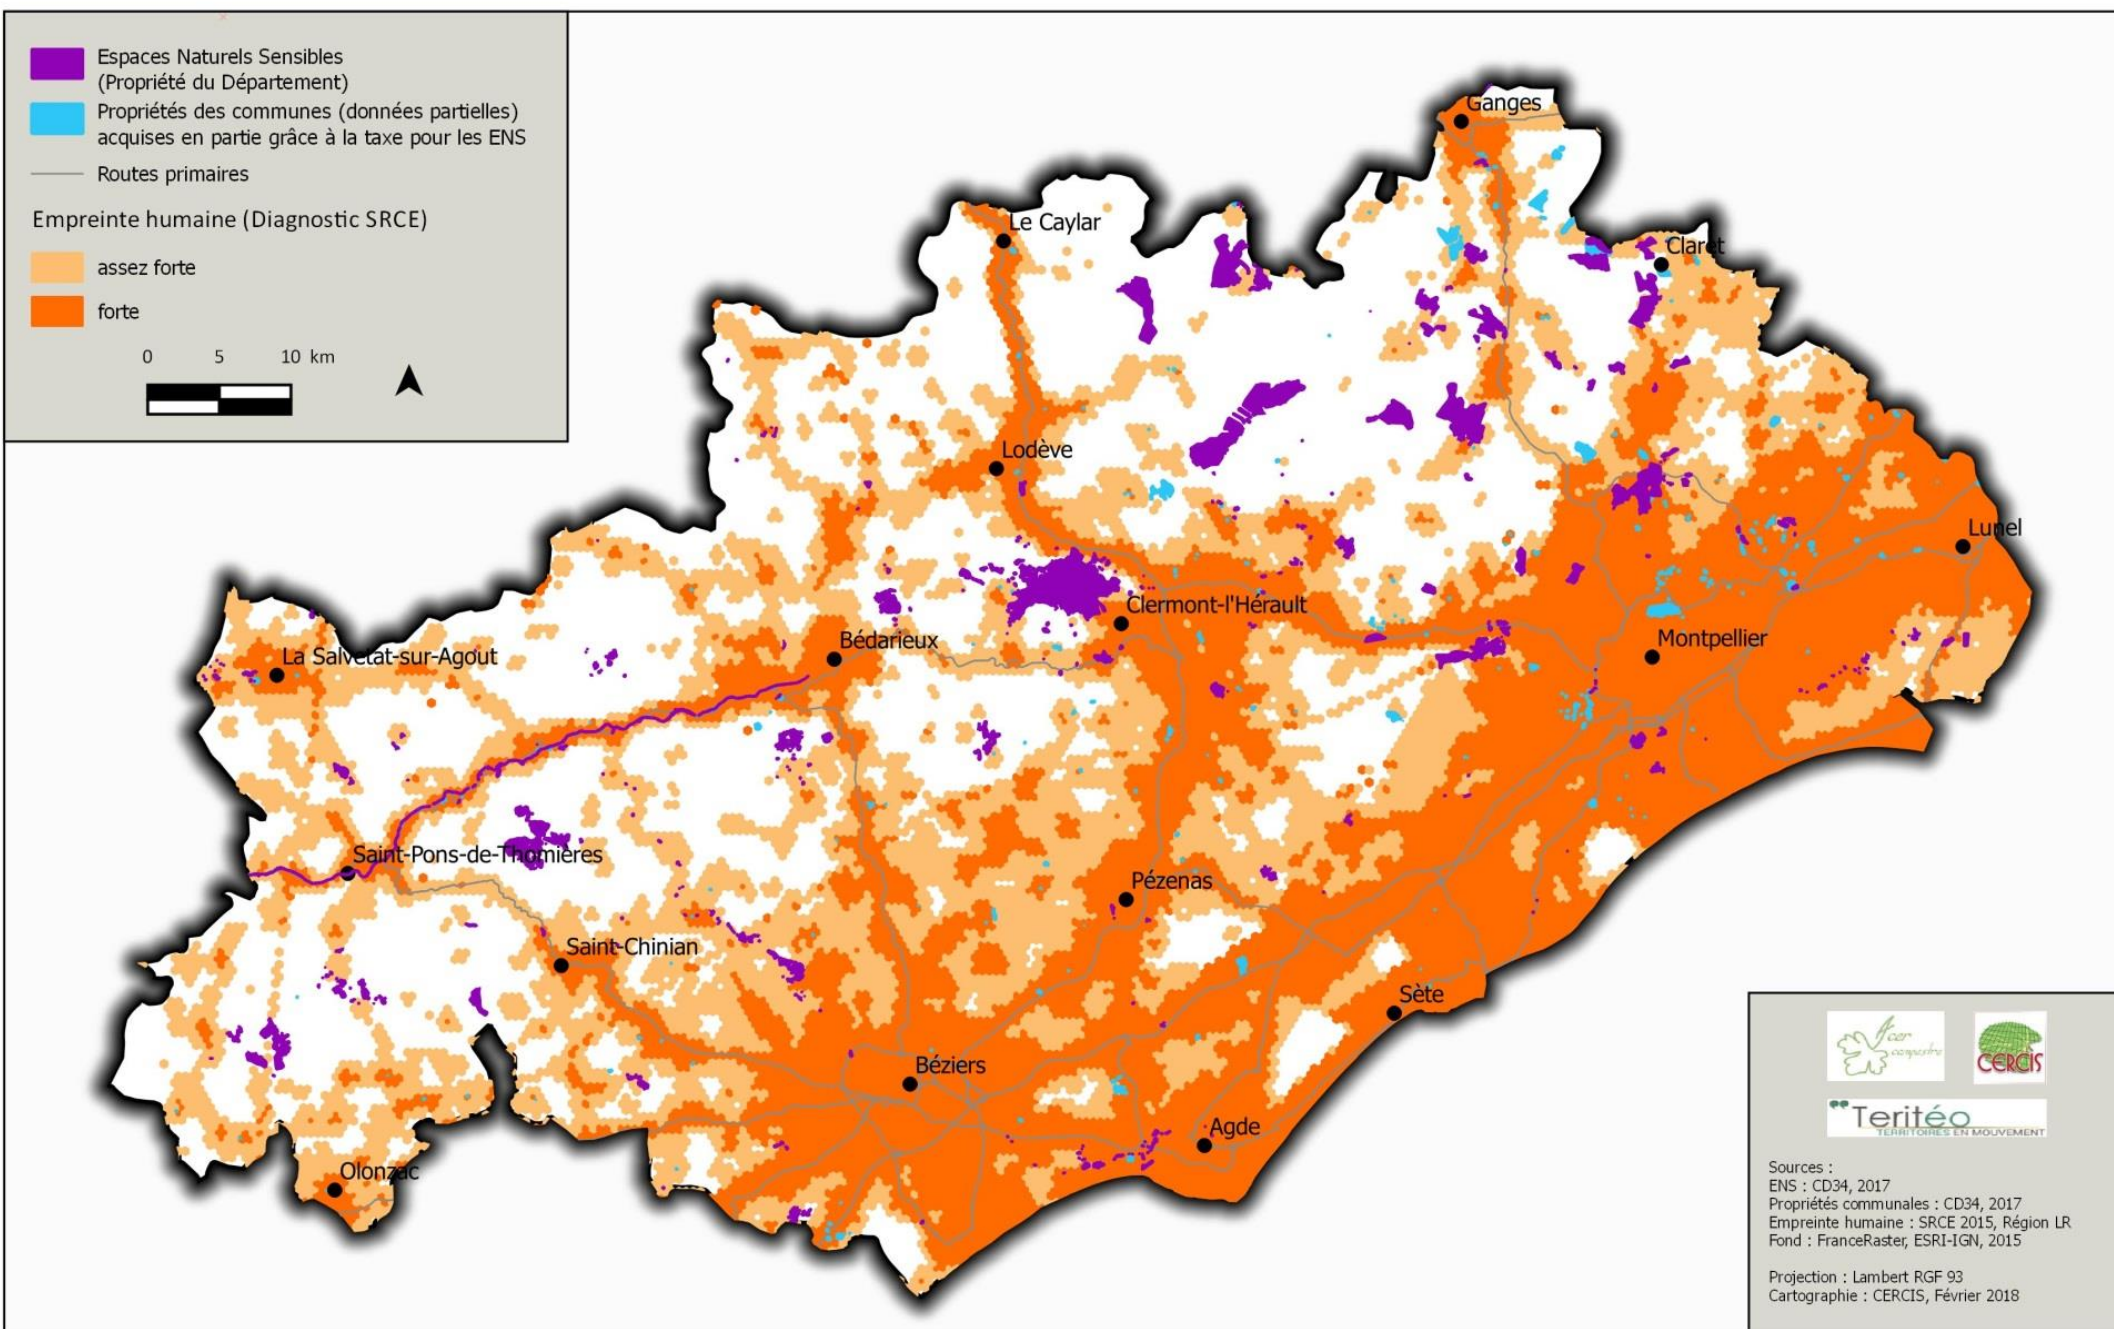 Espaces Naturels Sensibles
(Propriété du Département)
Propriétés des communes (données partielles)
acquises en partie grâce à la taxe pour les ENS
Routes primaires
Empreinte humaine (Diagnostic SRCE)
assez forte
forte
0 5 10 km
Ganges
Le Caylar
Claret
Lodève
Lunel
Clermont-l'Hérault
Bédarieux
Montpellier
La Salvetat-sur-Agout
Saint-Pons-de-Thomières
Pézenas
Saint-Chinian
Sète
Béziers
Agde
Olonzac
Acer
campestre
CERCIS
Teritéo
TERRITOIRES EN MOUVEMENT
Sources :
ENS : CD34, 2017
Propriétés communales : CD34, 2017
Empreinte humaine : SRCE 2015, Région LR
Fond : FranceRaster, ESRI-IGN, 2015
Projection : Lambert RGF 93
Cartographie : CERCIS, Février 2018